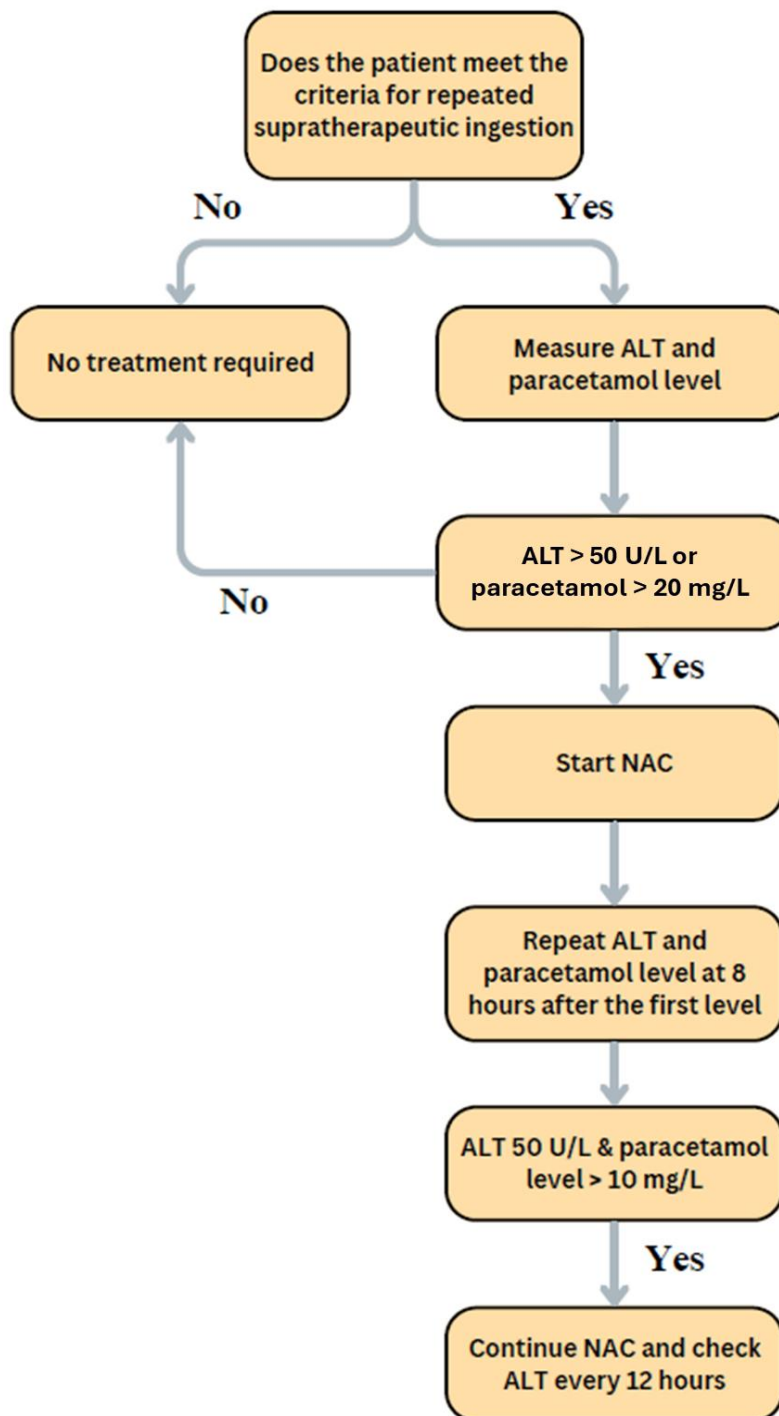 Does the patient meet the
criteria for repeated
supratherapeutic ingestion
No
Yes
No treatment required
Measure ALT and
paracetamol level
ALT > 50 U/L or
paracetamol > 20 mg/L
No
Yes
Start NAC
Repeat ALT and
paracetamol level at 8
hours after the first level
ALT 50 U/L & paracetamol
level > 10 mg/L
Yes
Continue NAC and check
ALT every 12 hours